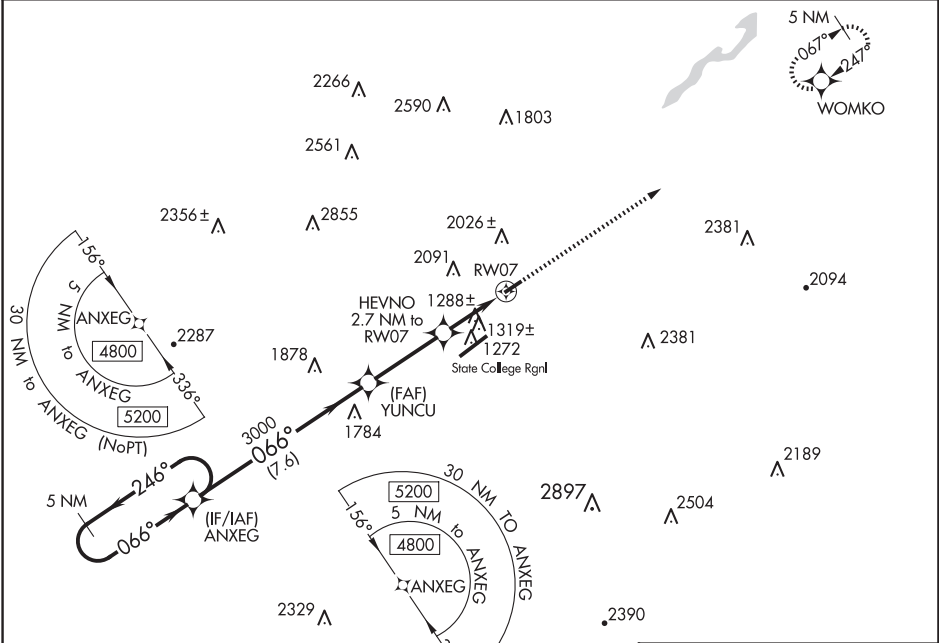 5 NM
067°
247°
WOMKO
2266
2590
1803
2561
2356 ±
2855
2026 ±
2381
2091
RW07
2094
HEVNO
2.7 NM to
RW07
1288 ±
1319 ±
1272
2381
State College Rgnl
156°
5 NM to ANXEG
ANXEG
4800
2287
30 NM to ANXEG (NoPT)
336°
5200
1878
(FAF)
YUNCU
1784
3000
066°
(7.6)
2189
246°
5 NM
066°
(IF/IAF)
ANXEG
30 NM TO ANXEG
5200
156°
5 NM to ANXEG
4800
ANXEG
2897
2504
2329
2390